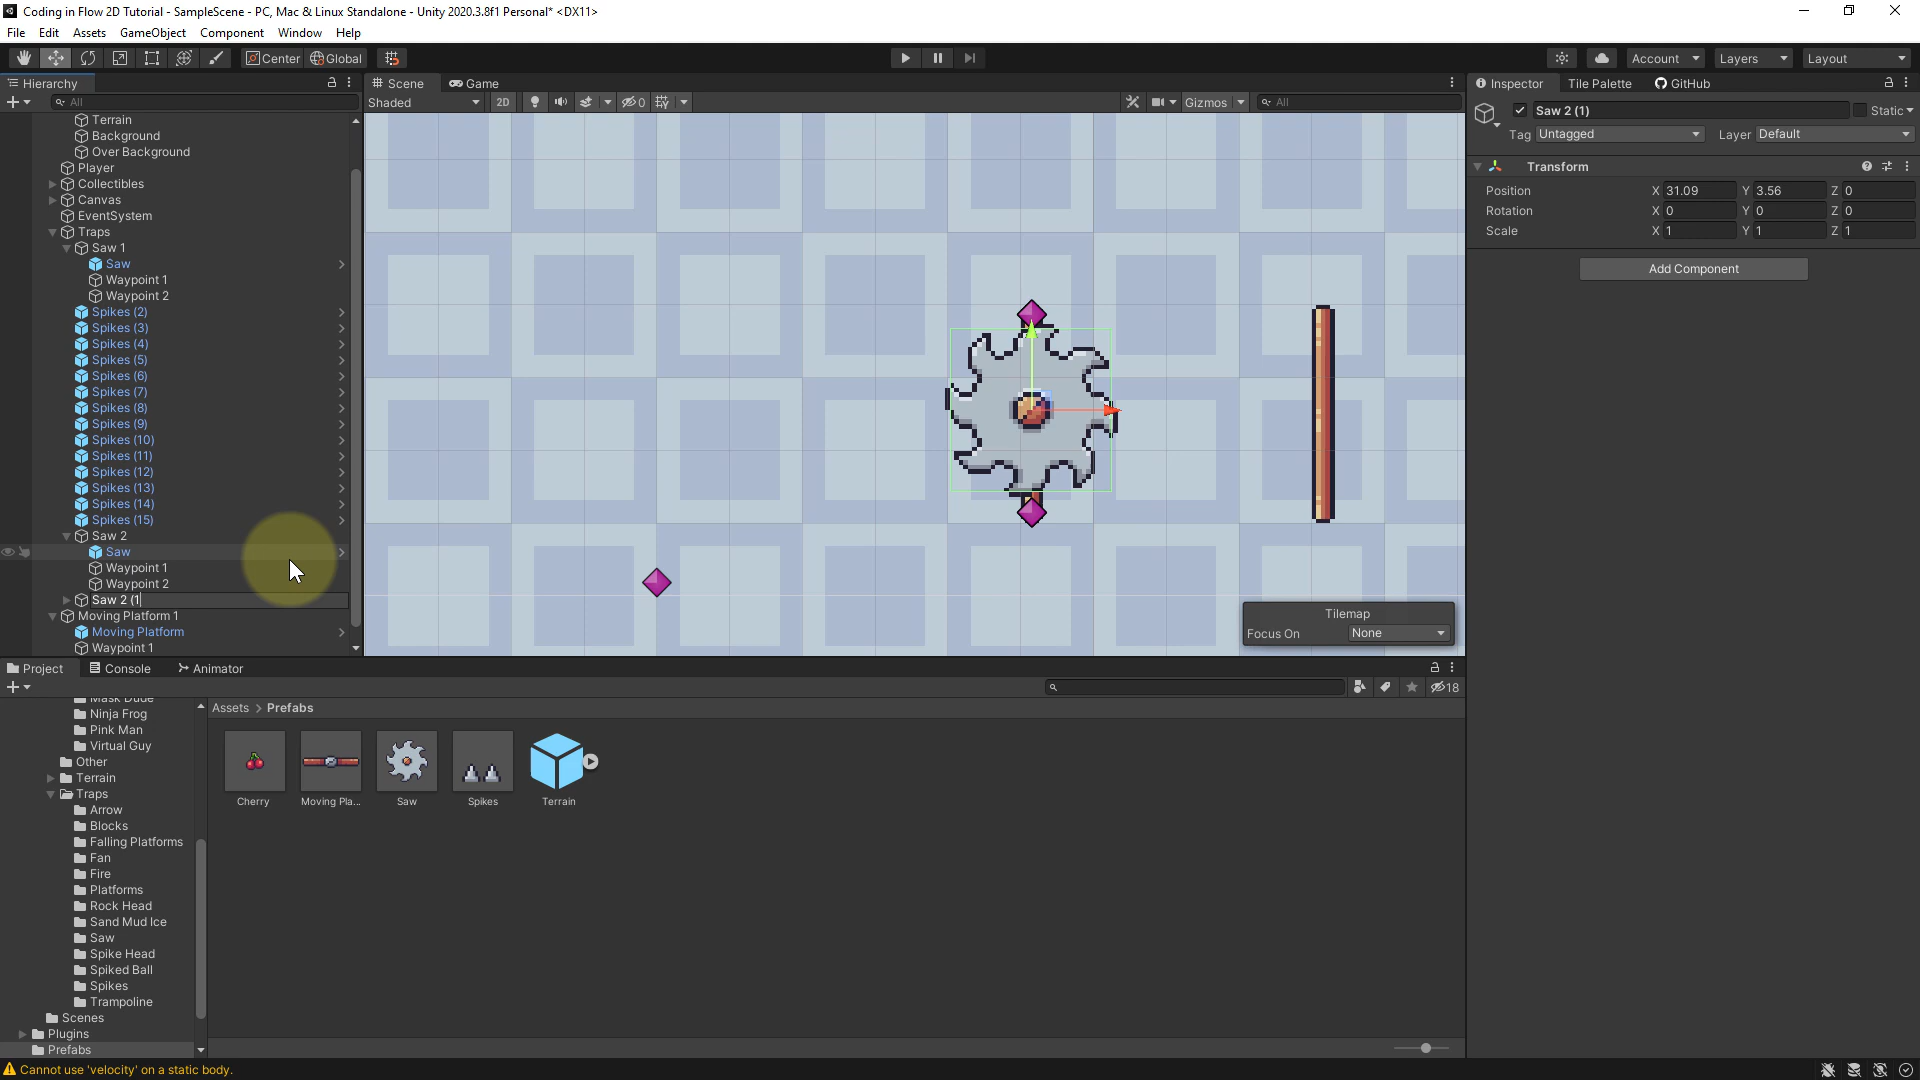 Coding in Flow 2D Tutorial - SampleScene - PC, Mac & Linux Standalone - Unity 2020.3.8f1 Personal* <DX11>
File Edit Assets GameObject Component Window Help
Center Global Account Layers Layout
Hierarchy
All
Terrain
Background
Over Background
Player
Collectibles
Canvas
EventSystem
Traps
Saw 1
Saw
Waypoint 1
Waypoint 2
Spikes (2)
Spikes (3)
Spikes (4)
Spikes (5)
Spikes (6)
Spikes (7)
Spikes (8)
Spikes (9)
Spikes (10)
Spikes (11)
Spikes (12)
Spikes (13)
Spikes (14)
Spikes (15)
Saw 2
Saw
Waypoint 1
Waypoint 2
Saw 2 (1
Moving Platform 1
Moving Platform
Waypoint 1
Scene Game
Shaded 2D 0 Gizmos All
Tilemap
Focus On None
Inspector Tile Palette GitHub
Saw 2 (1) Static
Tag Untagged Layer Default
Transform
Position X 31.09 Y 3.56 Z 0
Rotation X 0 Y 0 Z 0
Scale X 1 Y 1 Z 1
Add Component
Project Console Animator
18
Mask Dude
Ninja Frog
Pink Man
Virtual Guy
Other
Terrain
Traps
Arrow
Blocks
Falling Platforms
Fan
Fire
Platforms
Rock Head
Sand Mud Ice
Saw
Spike Head
Spiked Ball
Spikes
Trampoline
Scenes
Plugins
Prefabs
Assets > Prefabs
Cherry Moving Pla... Saw Spikes Terrain
Cannot use 'velocity' on a static body.